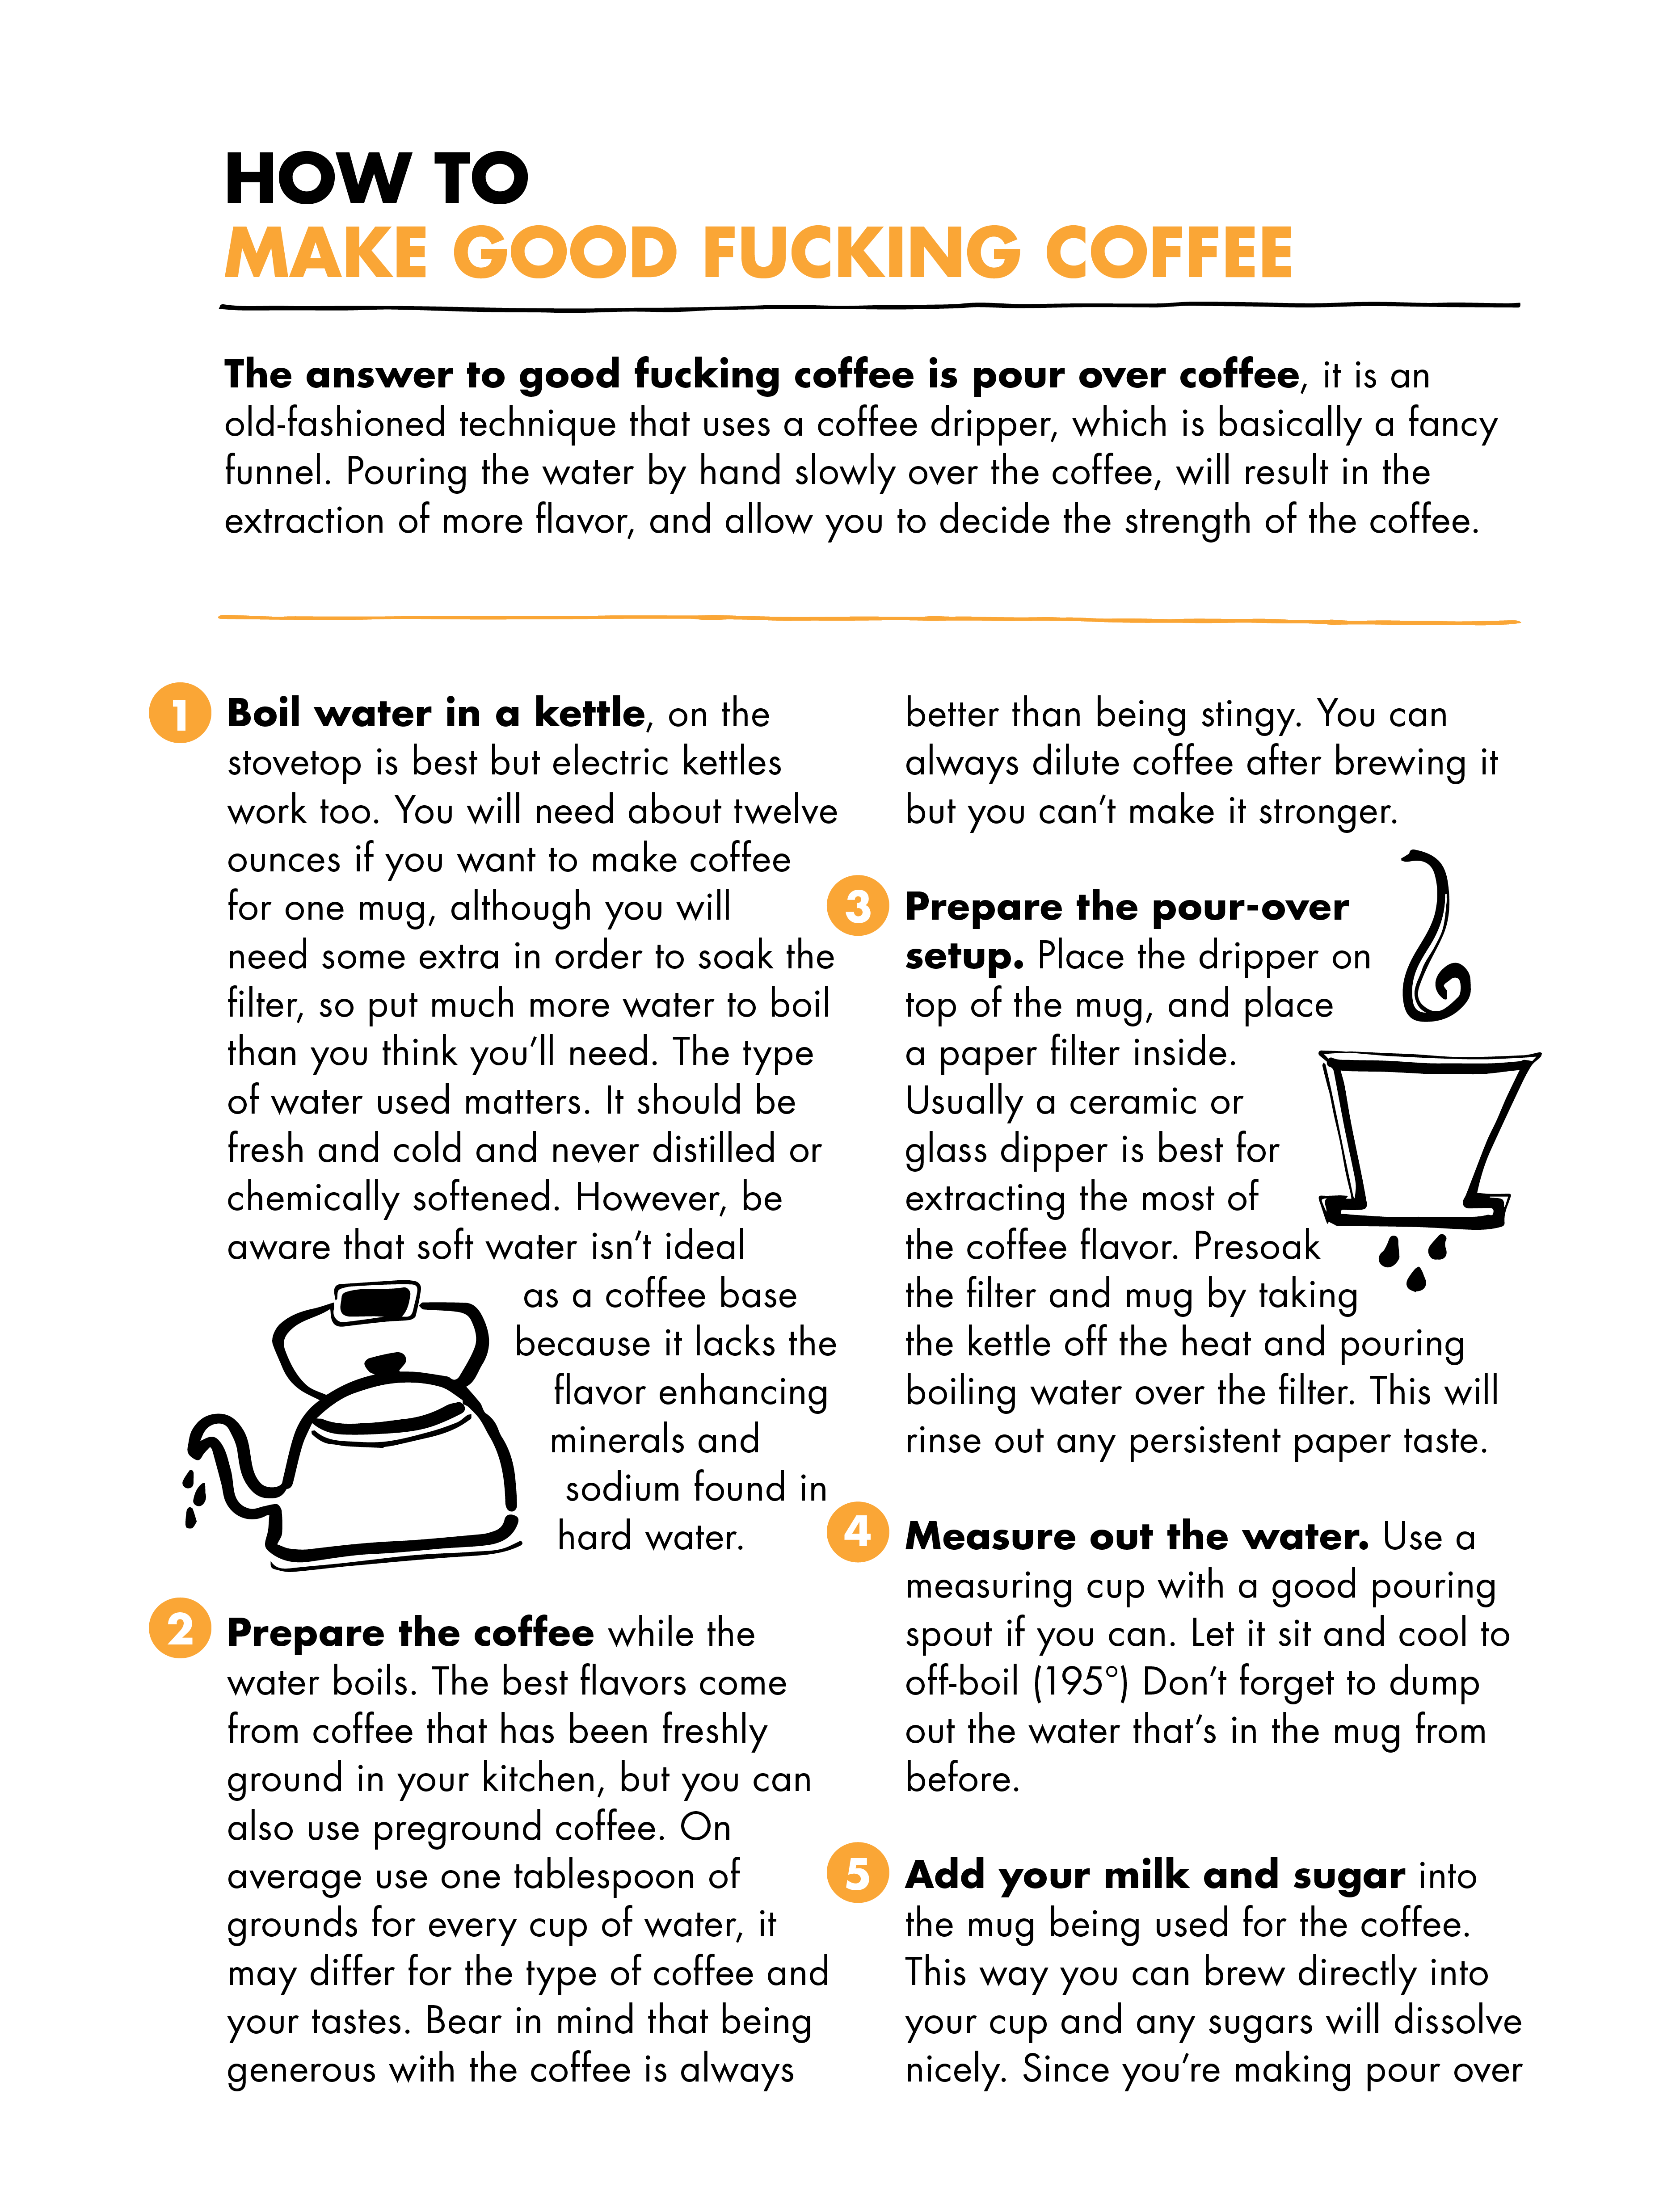 HOW TO
MAKE GOOD FUCKING COFFEE
The answer to good fucking coffee is pour over coffee, it is an
old-fashioned technique that uses a coffee dripper, which is basically a fancy
funnel. Pouring the water by hand slowly over the coffee, will result in the
extraction of more flavor, and allow you to decide the strength of the coffee.
1 Boil water in a kettle, on the
stovetop is best but electric kettles
work too. You will need about twelve
ounces if you want to make coffee
for one mug, although you will
need some extra in order to soak the
filter, so put much more water to boil
than you think you'll need. The type
of water used matters. It should be
fresh and cold and never distilled or
chemically softened. However, be
aware that soft water isn't ideal
as a coffee base
because it lacks the
flavor enhancing
minerals and
sodium found in
hard water.
2 Prepare the coffee while the
water boils. The best flavors come
from coffee that has been freshly
ground in your kitchen, but you can
also use preground coffee. On
average use one tablespoon of
grounds for every cup of water, it
may differ for the type of coffee and
your tastes. Bear in mind that being
generous with the coffee is always
better than being stingy. You can
always dilute coffee after brewing it
but you can't make it stronger.
3 Prepare the pour-over
setup. Place the dripper on
top of the mug, and place
a paper filter inside.
Usually a ceramic or
glass dipper is best for
extracting the most of
the coffee flavor. Presoak
the filter and mug by taking
the kettle off the heat and pouring
boiling water over the filter. This will
rinse out any persistent paper taste.
4 Measure out the water. Use a
measuring cup with a good pouring
spout if you can. Let it sit and cool to
off-boil (195°) Don't forget to dump
out the water that's in the mug from
before.
5 Add your milk and sugar into
the mug being used for the coffee.
This way you can brew directly into
your cup and any sugars will dissolve
nicely. Since you're making pour over